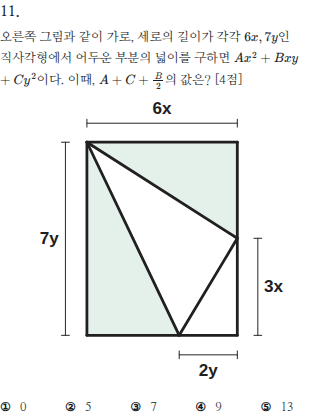 11.
오른쪽 그림과 같이 가로, 세로의 길이가 각각 6x, 7y인
직사각형에서 어두운 부분의 넓이를 구하면 Ax² + Bxy
+ Cy²이다. 이때, A + C + B/2 의 값은? [4점]
6x
7y
3x
2y
① 0 ② 5 ③ 7 ④ 9 ⑤ 13